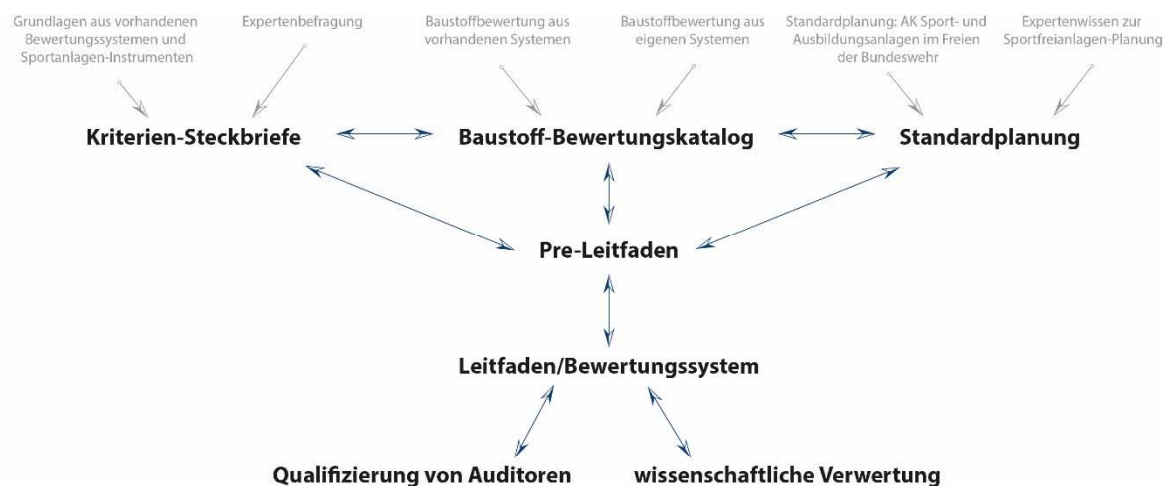 Grundlagen aus vorhandenen
Bewertungssystemen und
Sportanlagen-Instrumenten
Expertenbefragung
Baustoffbewertung aus
vorhandenen Systemen
Baustoffbewertung aus
eigenen Systemen
Standardplanung: AK Sport- und
Ausbildungsanlagen im Freien
der Bundeswehr
Expertenwissen zur
Sportfreianlagen-Planung
Kriterien-Steckbriefe
Baustoff-Bewertungskatalog
Standardplanung
Pre-Leitfaden
Leitfaden/Bewertungssystem
Qualifizierung von Auditoren
wissenschaftliche Verwertung